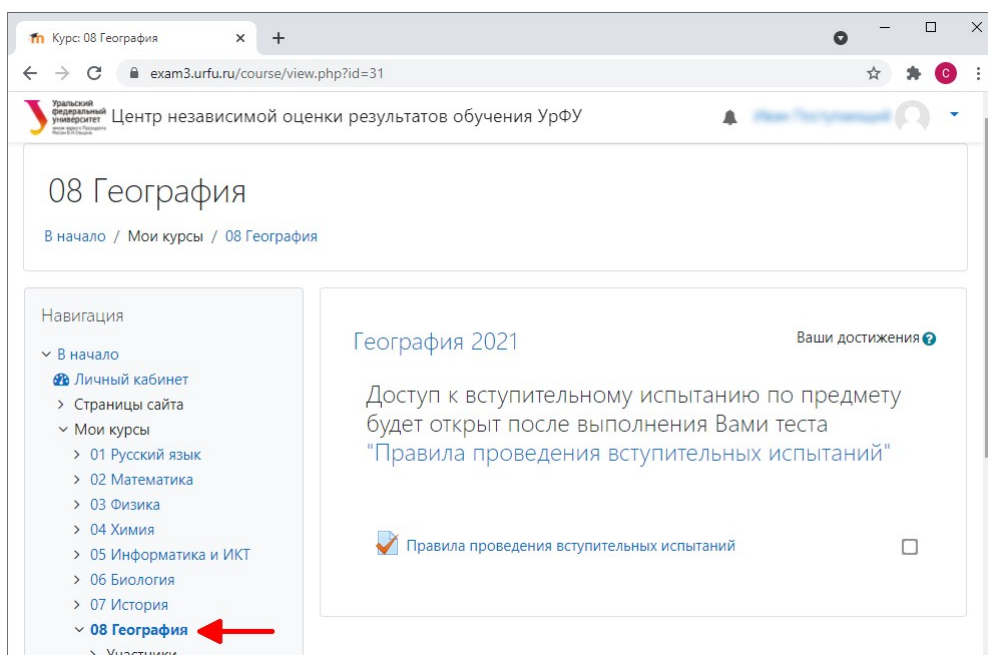 Курс: 08 География
exam3.urfu.ru/course/view.php?id=31
С
Уральский
федеральный
университет
Центр независимой оценки результатов обучения УрФУ
08 География
В начало / Мои курсы / 08 География
Навигация
В начало
Личный кабинет
Страницы сайта
Мои курсы
01 Русский язык
02 Математика
03 Физика
04 Химия
05 Информатика и ИКТ
06 Биология
07 История
08 География
Участники
География 2021
Ваши достижения
Доступ к вступительному испытанию по предмету
будет открыт после выполнения Вами теста
"Правила проведения вступительных испытаний"
Правила проведения вступительных испытаний